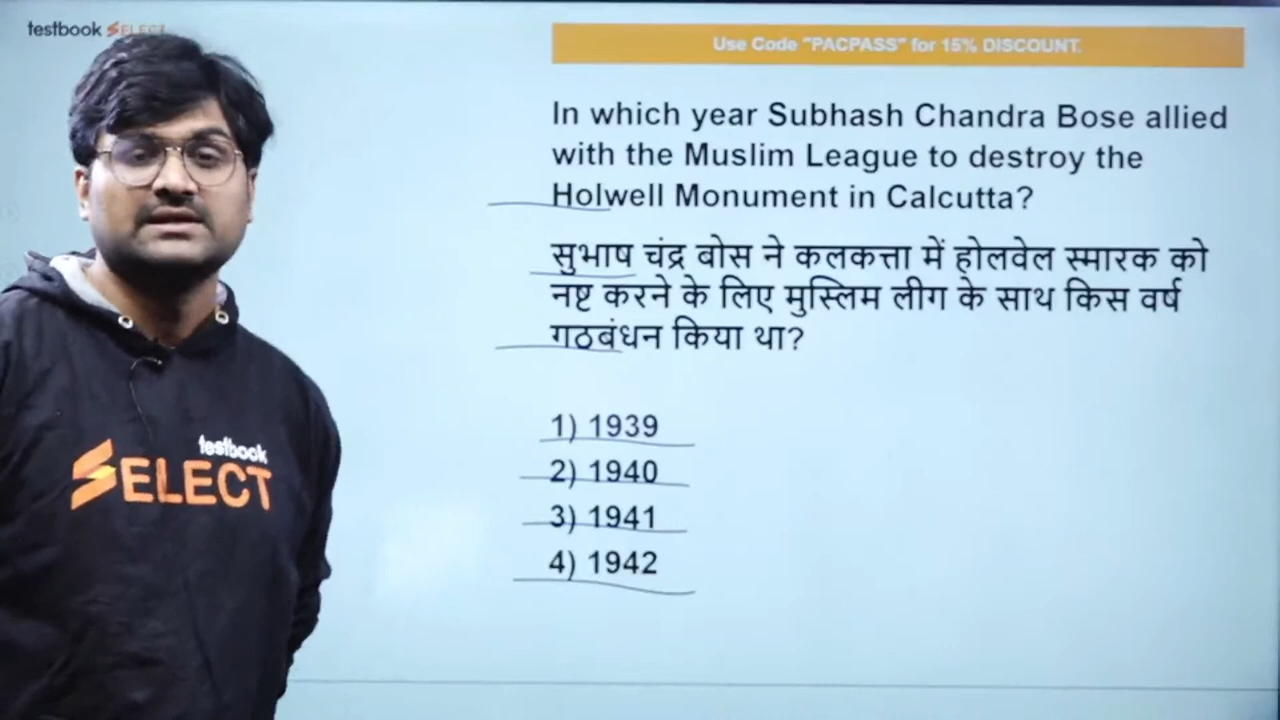 testbook SELECT
Use Code "PACPASS" for 15% DISCOUNT.
In which year Subhash Chandra Bose allied
with the Muslim League to destroy the
Holwell Monument in Calcutta?
सुभाष चंद्र बोस ने कलकत्ता में होलवेल स्मारक को
नष्ट करने के लिए मुस्लिम लीग के साथ किस वर्ष
गठबंधन किया था?
1) 1939
2) 1940
3) 1941
4) 1942
testbook
SELECT